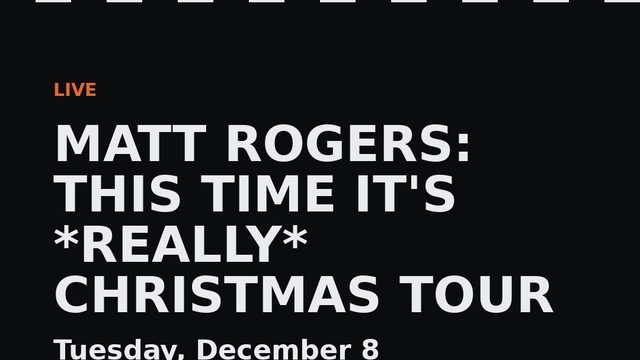 LIVE
MATT ROGERS:
THIS TIME IT'S
*REALLY*
CHRISTMAS TOUR
Tuesday, December 8